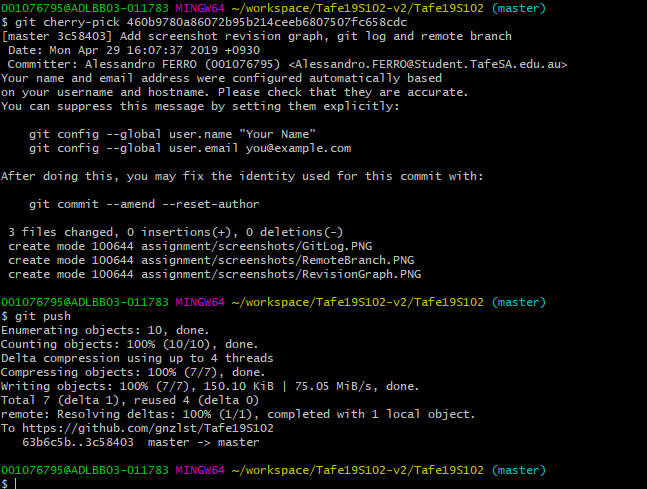 001076795@ADLBB03-011783 MINGW64 ~/workspace/Tafe19S102-v2/Tafe19S102 (master)
$ git cherry-pick 460b9780a86072b95b214ceeb6807507fc658cdc
[master 3c58403] Add screenshot revision graph, git log and remote branch
 Date: Mon Apr 29 16:07:37 2019 +0930
 Committer: Alessandro FERRO (001076795) <Alessandro.FERRO@Student.TafeSA.edu.au>
Your name and email address were configured automatically based
on your username and hostname. Please check that they are accurate.
You can suppress this message by setting them explicitly:

    git config --global user.name "Your Name"
    git config --global user.email you@example.com

After doing this, you may fix the identity used for this commit with:

    git commit --amend --reset-author

 3 files changed, 0 insertions(+), 0 deletions(-)
 create mode 100644 assignment/screenshots/GitLog.PNG
 create mode 100644 assignment/screenshots/RemoteBranch.PNG
 create mode 100644 assignment/screenshots/RevisionGraph.PNG

001076795@ADLBB03-011783 MINGW64 ~/workspace/Tafe19S102-v2/Tafe19S102 (master)
$ git push
Enumerating objects: 10, done.
Counting objects: 100% (10/10), done.
Delta compression using up to 4 threads
Compressing objects: 100% (7/7), done.
Writing objects: 100% (7/7), 150.10 KiB | 75.05 MiB/s, done.
Total 7 (delta 1), reused 4 (delta 0)
remote: Resolving deltas: 100% (1/1), completed with 1 local object.
To https://github.com/gnzlst/Tafe19S102
   63b6c5b..3c58403  master -> master

001076795@ADLBB03-011783 MINGW64 ~/workspace/Tafe19S102-v2/Tafe19S102 (master)
$